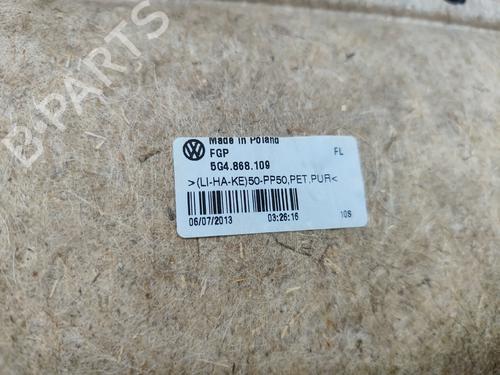 Made in Poland
FGP FL
5G4.868.109
>(LI-HA-KE)50-PP50,PET,PUR<
06/07/2013 03:26:16 10S
B-PARTS